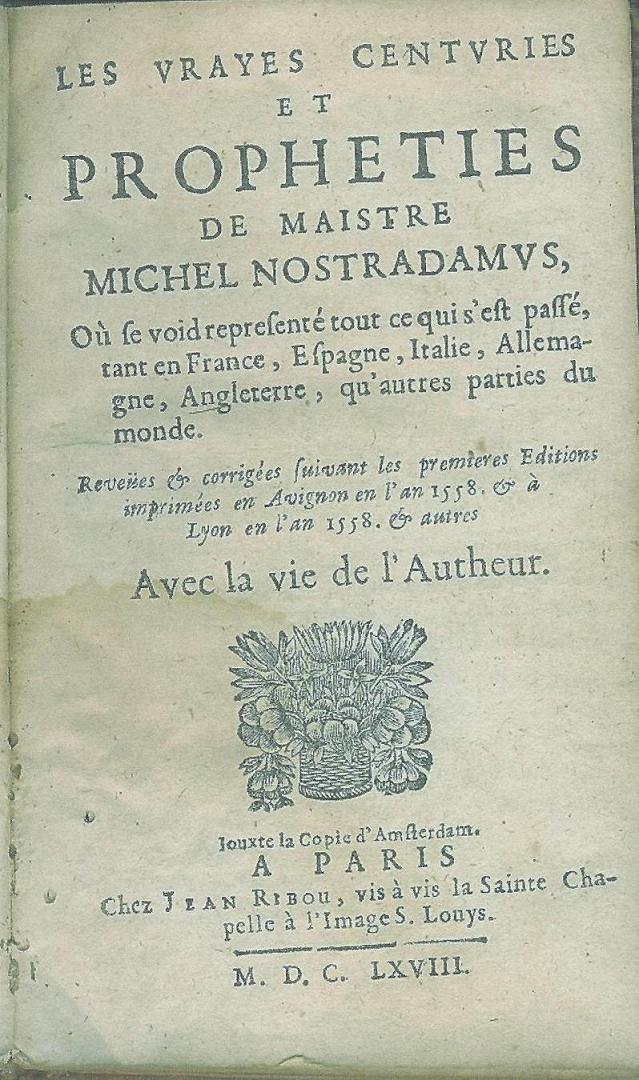 LES VRAYES CENTVRIES
ET
PROPHETIES
DE MAISTRE
MICHEL NOSTRADAMVS,
Où ſe void repreſenté tout ce qui s'eſt paſſé,
tant en France, Eſpagne, Italie, Allema-
gne, Angleterre, qu'autres parties du
monde.
Reveües & corrigées ſuivant les premieres Editions
imprimées en Avignon en l'an 1558. & à
Lyon en l'an 1558. & autres
Avec la vie de l'Autheur.
Iouxte la Copie d'Amſterdam.
A PARIS
Chez JEAN RIBOU, vis à vis la Sainte Cha-
pelle à l'Image S. Louys.
M. D. C. LXVIII.